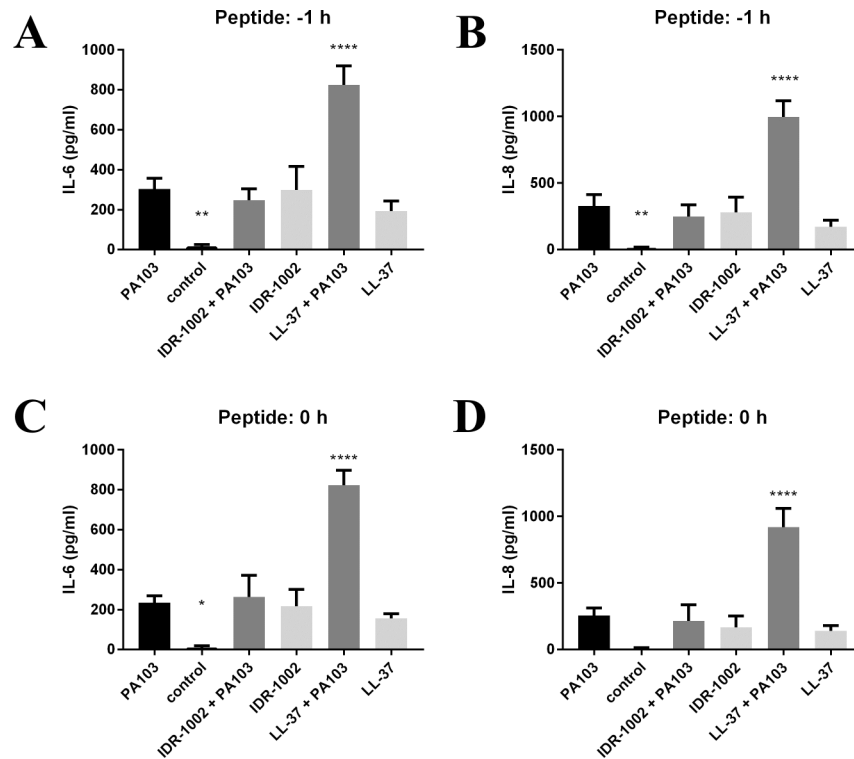 A
Peptide: -1 h
IL-6 (pg/ml)
1000
800
600
400
200
0
**
****
PA103
control
IDR-1002 + PA103
IDR-1002
LL-37 + PA103
LL-37
B
Peptide: -1 h
IL-8 (pg/ml)
1500
1000
500
0
**
****
PA103
control
IDR-1002 + PA103
IDR-1002
LL-37 + PA103
LL-37
C
Peptide: 0 h
IL-6 (pg/ml)
1000
800
600
400
200
0
*
****
PA103
control
IDR-1002 + PA103
IDR-1002
LL-37 + PA103
LL-37
D
Peptide: 0 h
IL-8 (pg/ml)
1500
1000
500
0
****
PA103
control
IDR-1002 + PA103
IDR-1002
LL-37 + PA103
LL-37